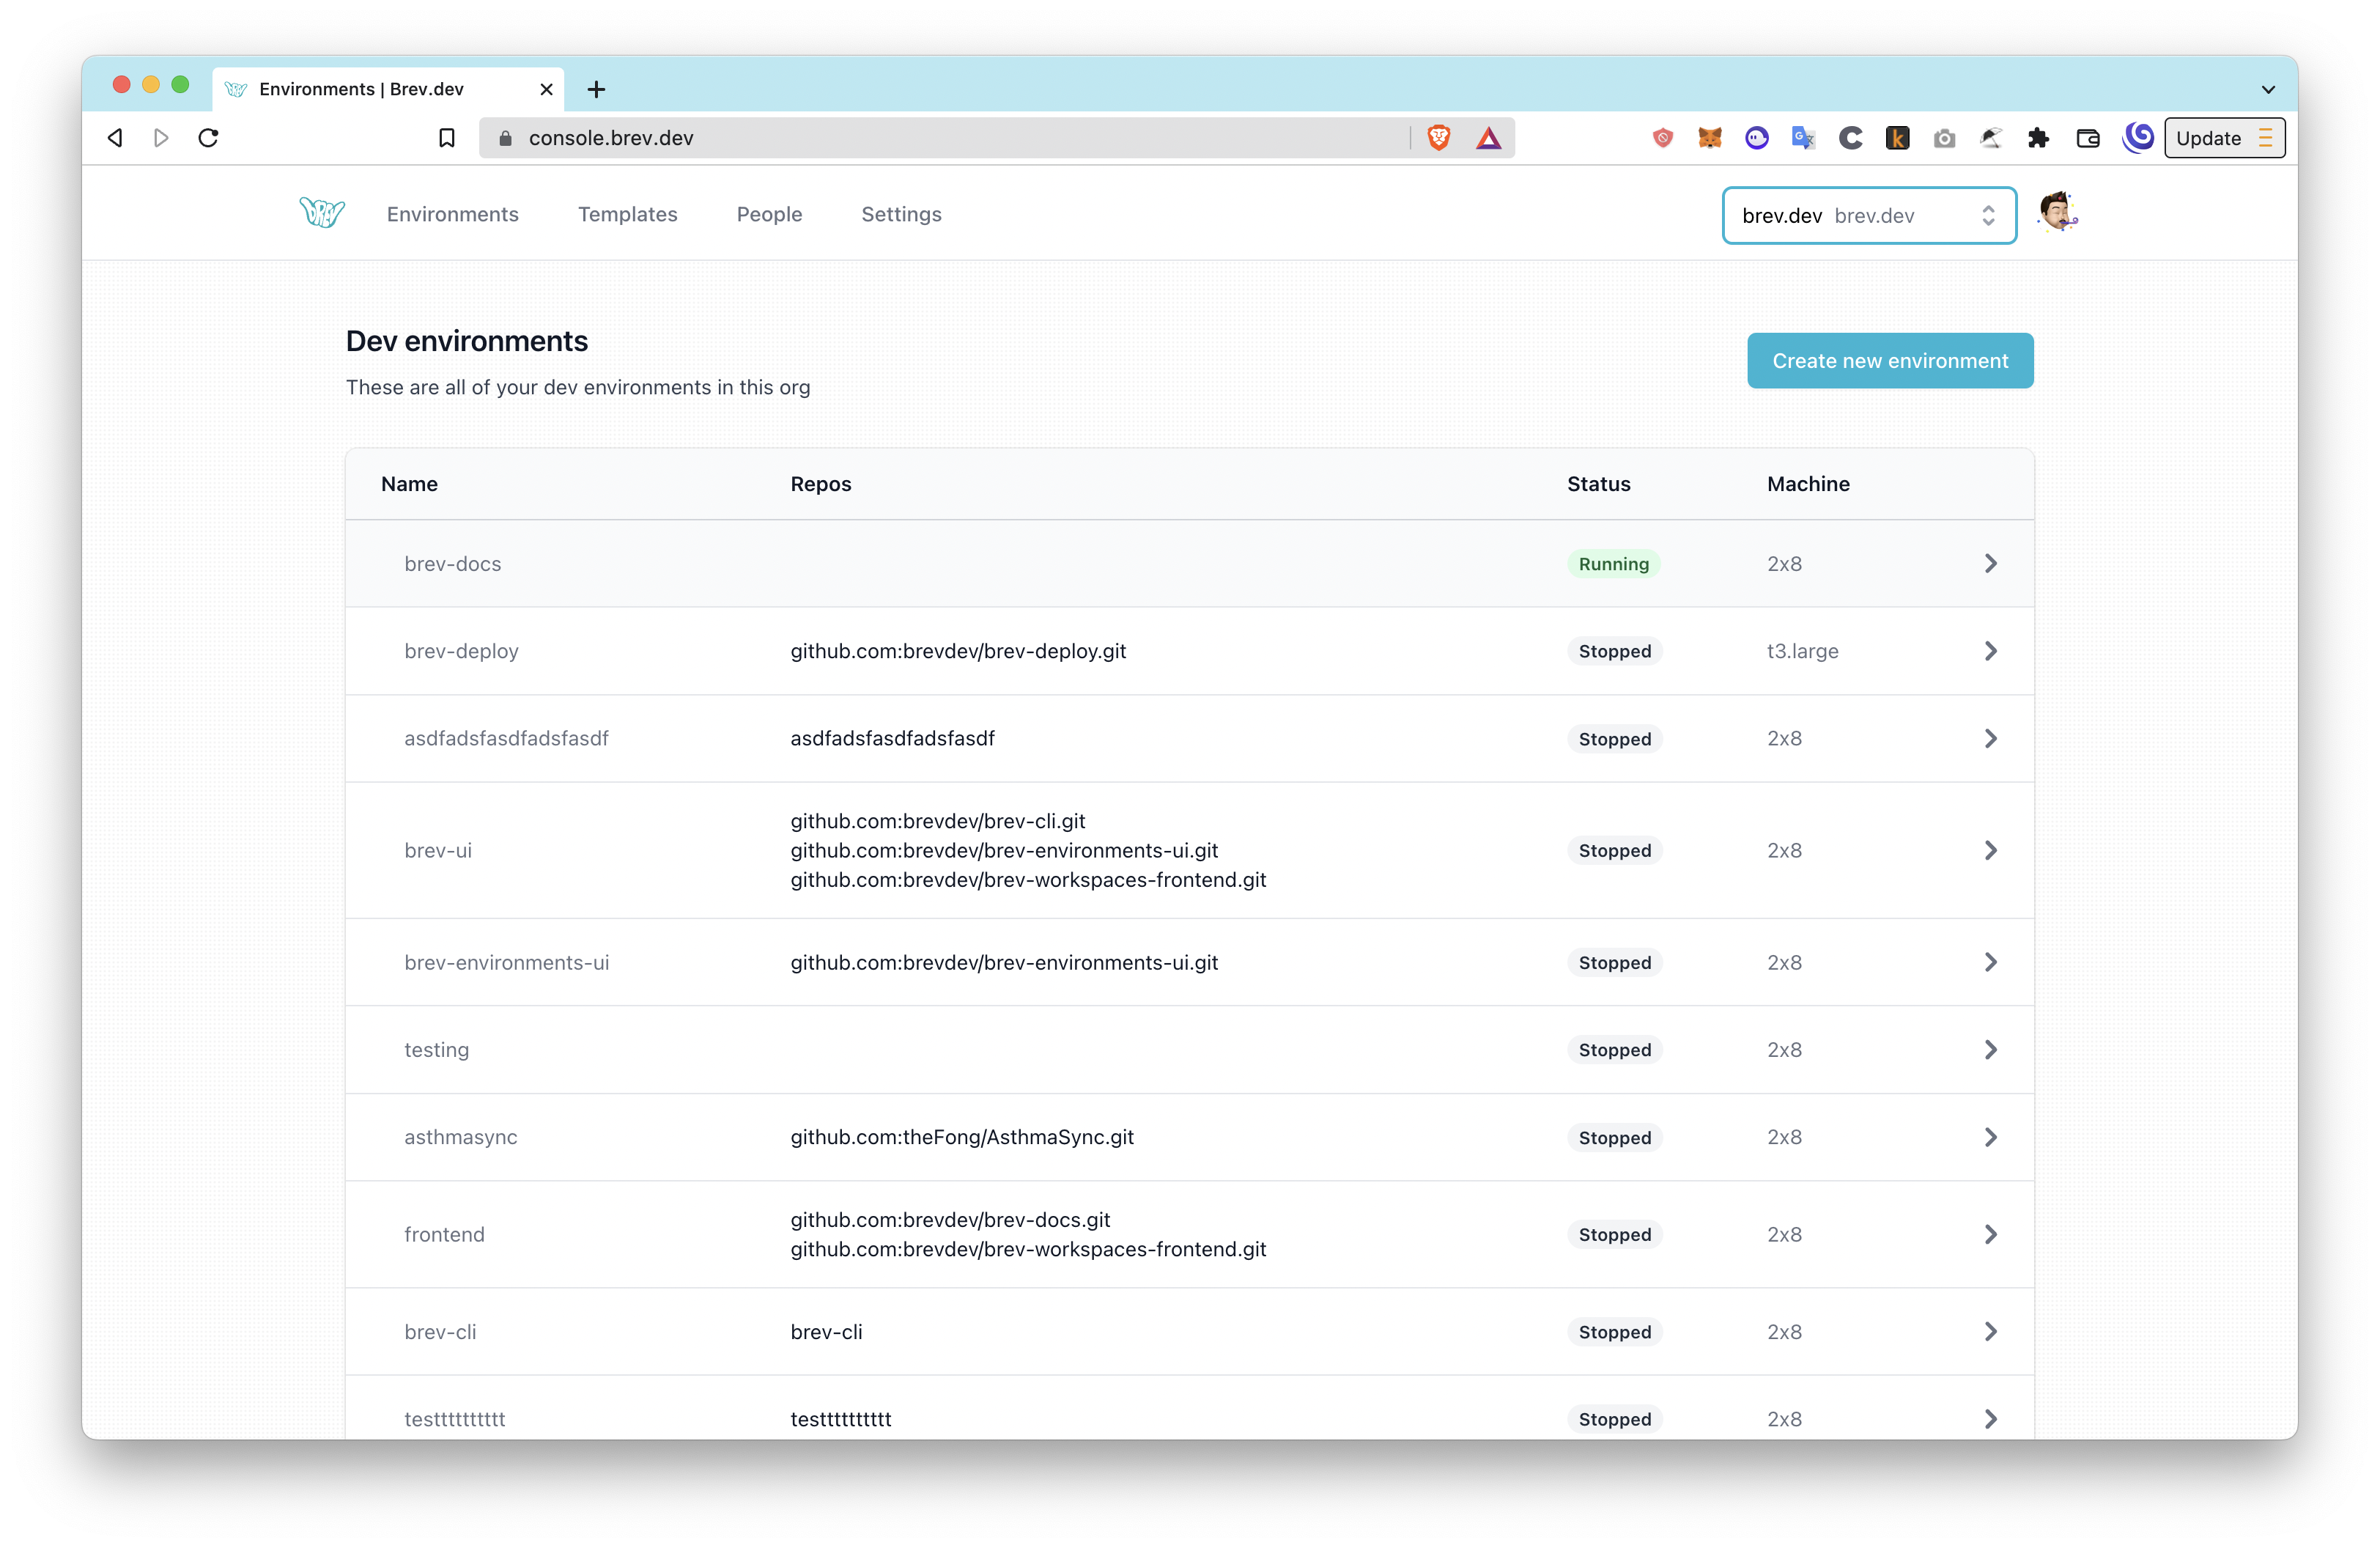 Environments | Brev.dev
console.brev.dev
Update
BREV
Environments
Templates
People
Settings
brev.dev brev.dev
Dev environments
These are all of your dev environments in this org
Create new environment
Name Repos Status Machine
brev-docs Running 2x8
brev-deploy github.com:brevdev/brev-deploy.git Stopped t3.large
asdfadsfasdfadsfasdf asdfadsfasdfadsfasdf Stopped 2x8
github.com:brevdev/brev-cli.git
brev-ui github.com:brevdev/brev-environments-ui.git Stopped 2x8
github.com:brevdev/brev-workspaces-frontend.git
brev-environments-ui github.com:brevdev/brev-environments-ui.git Stopped 2x8
testing Stopped 2x8
asthmasync github.com:theFong/AsthmaSync.git Stopped 2x8
github.com:brevdev/brev-docs.git
frontend Stopped 2x8
github.com:brevdev/brev-workspaces-frontend.git
brev-cli brev-cli Stopped 2x8
testttttttttt testttttttttt Stopped 2x8